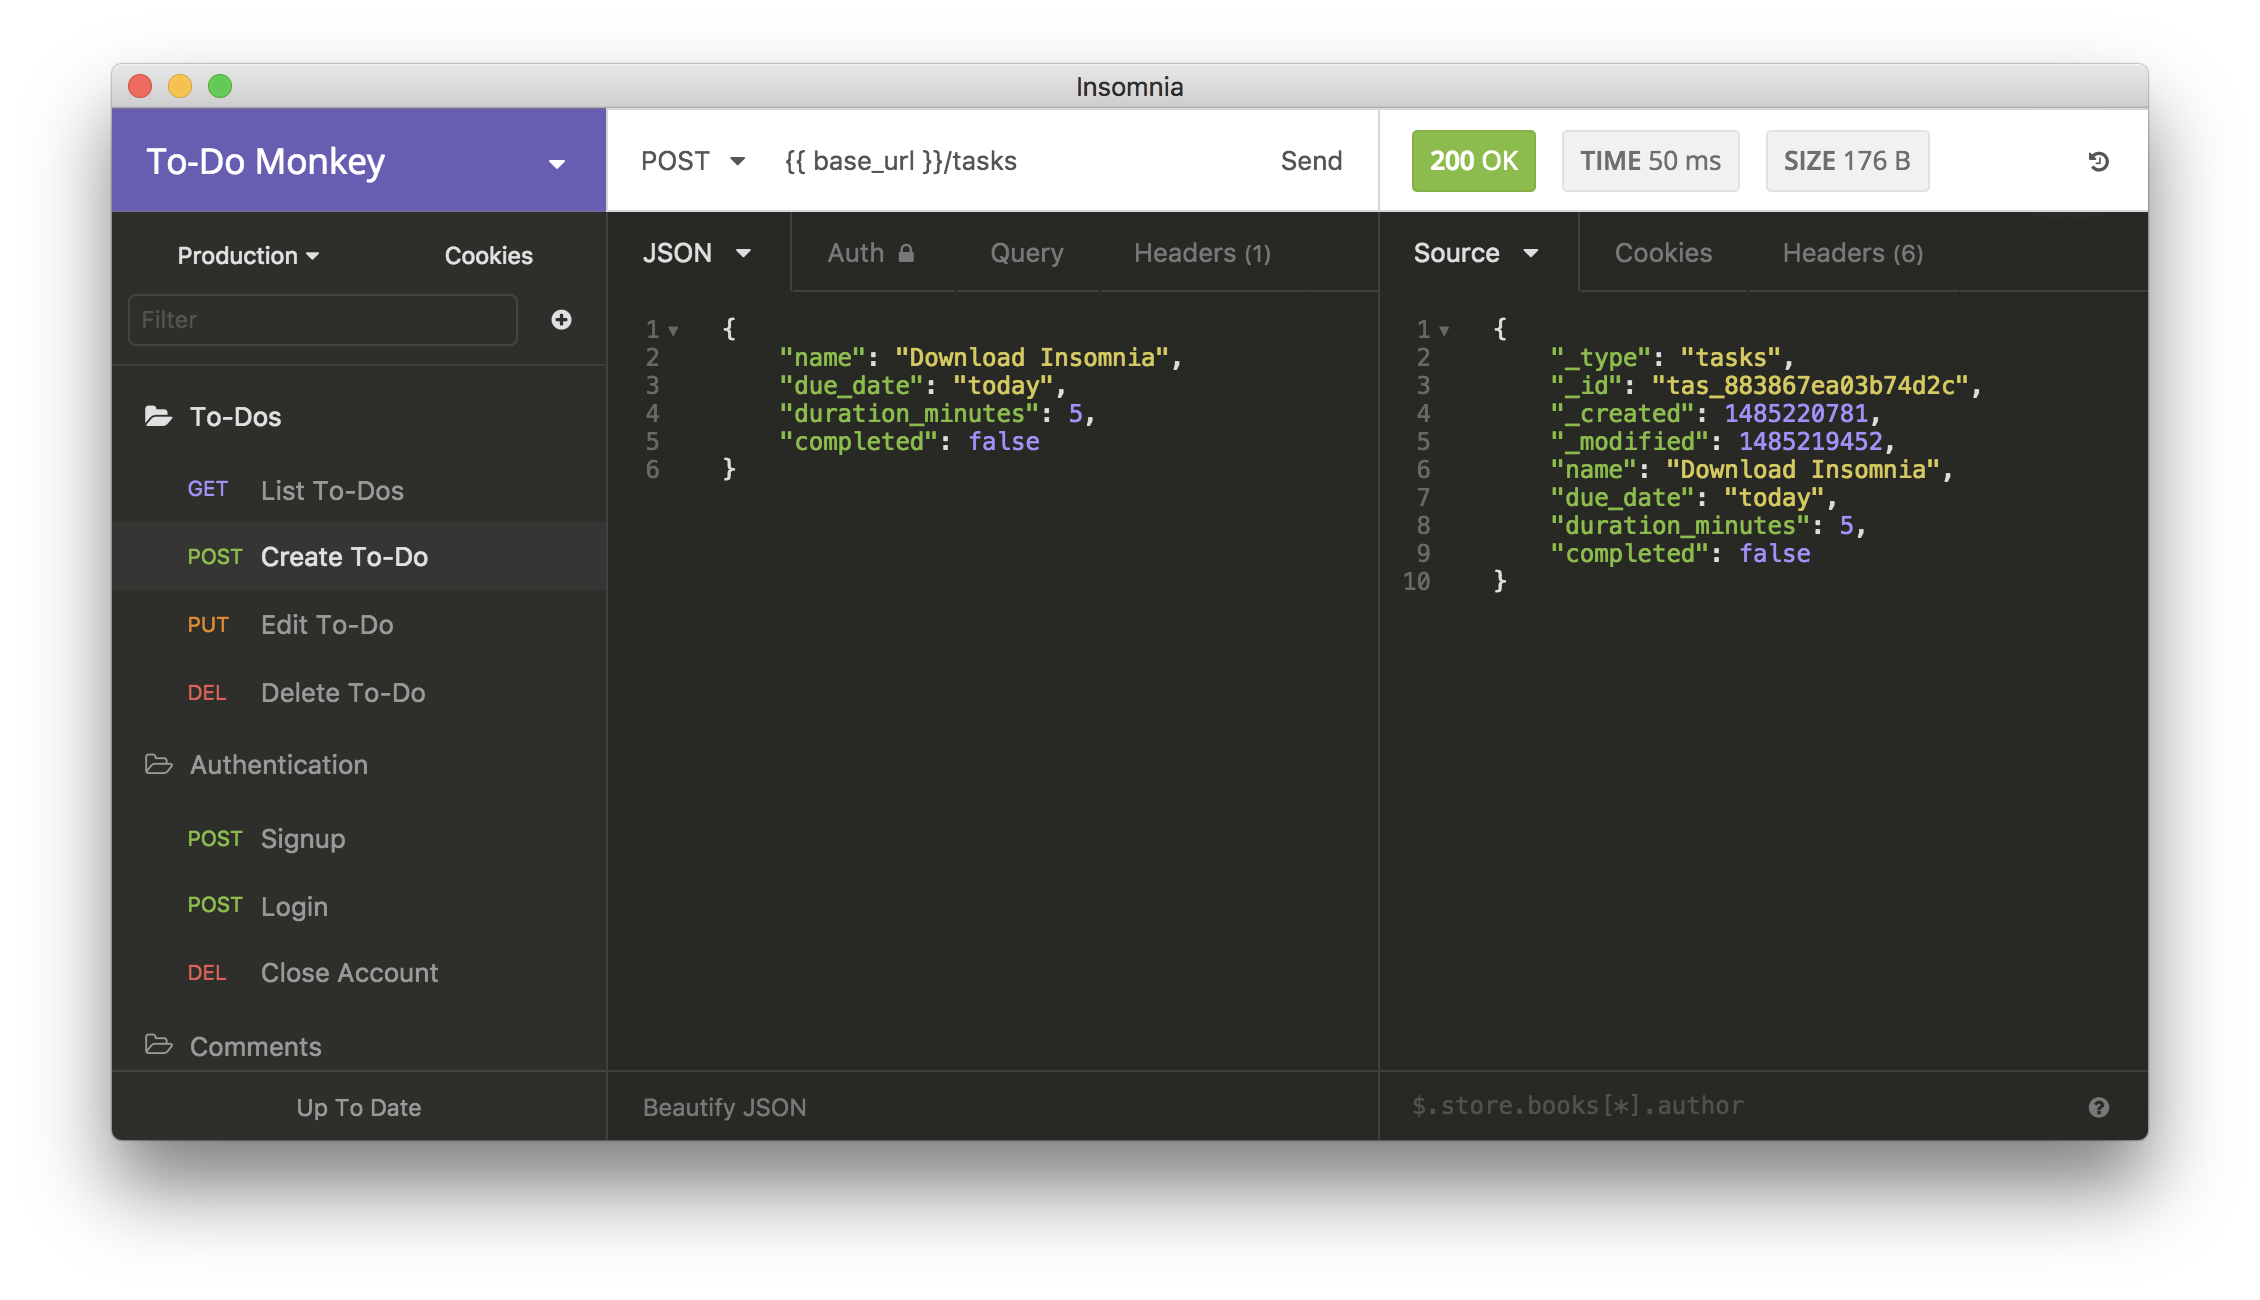 Insomnia
To-Do Monkey
Production
Cookies
Filter
To-Dos
GET List To-Dos
POST Create To-Do
PUT Edit To-Do
DEL Delete To-Do
Authentication
POST Signup
POST Login
DEL Close Account
Comments
Up To Date
POST {{ base_url }}/tasks Send
JSON Auth Query Headers (1)
1 {
2 "name": "Download Insomnia",
3 "due_date": "today",
4 "duration_minutes": 5,
5 "completed": false
6 }
Beautify JSON
200 OK TIME 50 ms SIZE 176 B
Source Cookies Headers (6)
1 {
2 "_type": "tasks",
3 "_id": "tas_883867ea03b74d2c",
4 "_created": 1485220781,
5 "_modified": 1485219452,
6 "name": "Download Insomnia",
7 "due_date": "today",
8 "duration_minutes": 5,
9 "completed": false
10 }
$.store.books[*].author